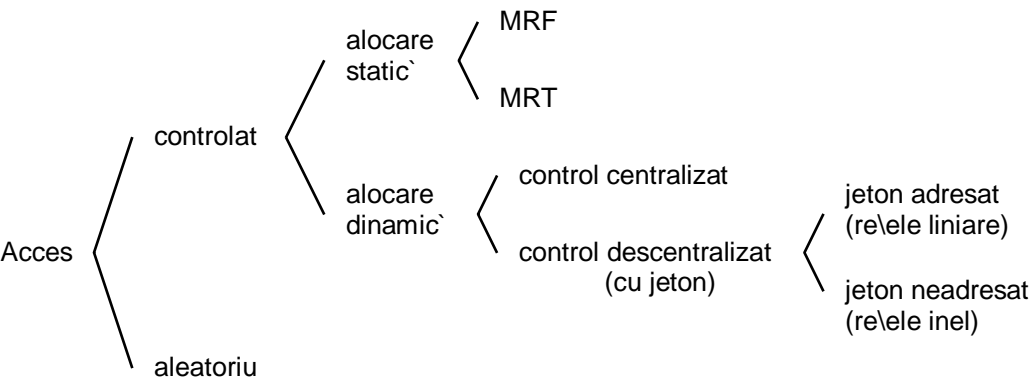 MRF
alocare
static`
MRT
controlat
control centralizat
alocare
dinamic`
jeton adresat
(re\ele liniare)
Acces
control descentralizat
(cu jeton)
jeton neadresat
(re\ele inel)
aleatoriu